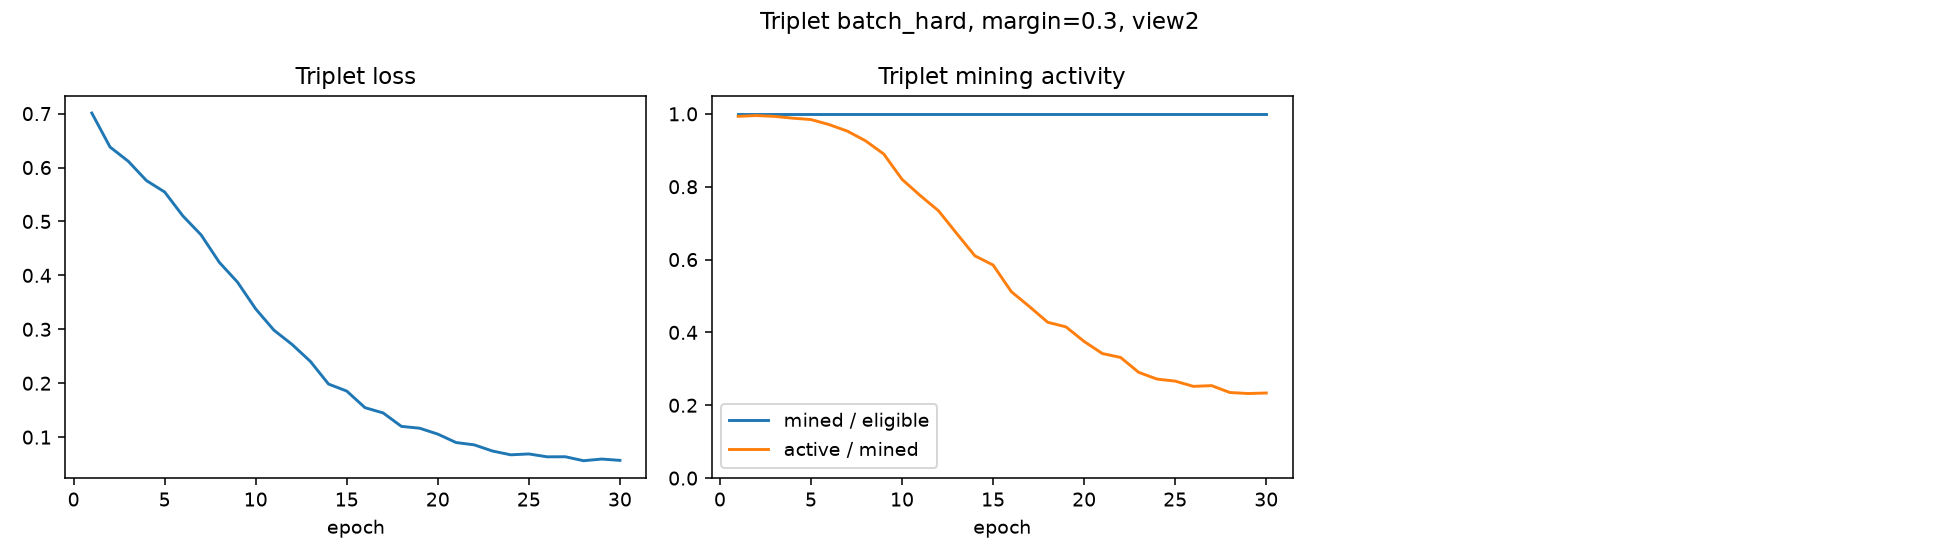 Triplet batch_hard, margin=0.3, view2
Triplet loss
0.7
0.6
0.5
0.4
0.3
0.2
0.1
0 5 10 15 20 25 30
epoch
Triplet mining activity
1.0
0.8
0.6
0.4
0.2
0.0
mined / eligible
active / mined
0 5 10 15 20 25 30
epoch